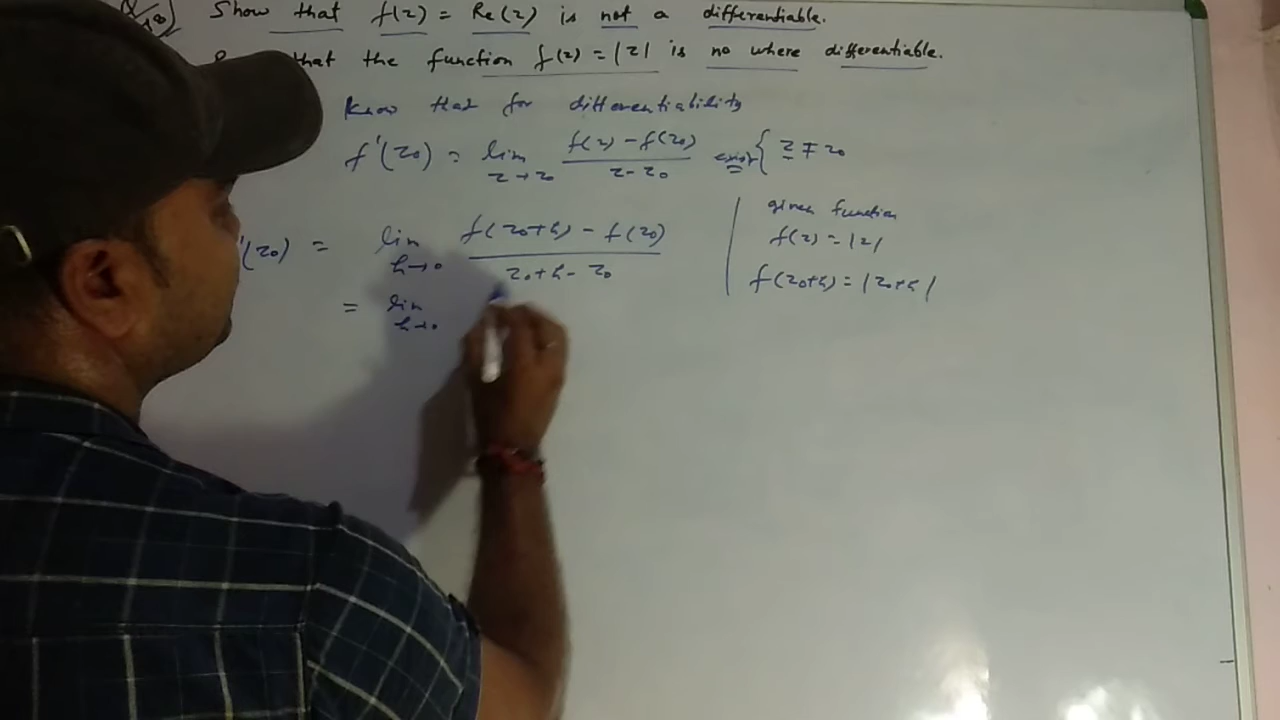 Show that f(z) = Re(z) is not a differentiable.
that the function f(z) = |z| is no where differentiable.
Know that for differentiability
f'(z₀) = lim z→z₀ (f(z) - f(z₀))/(z - z₀) exist { z ≠ z₀
'(z₀) = lim h→0 (f(z₀+h) - f(z₀))/(z₀+h - z₀)
= lim h→0
given function
f(z) = |z|
f(z₀+h) = |z₀+h|